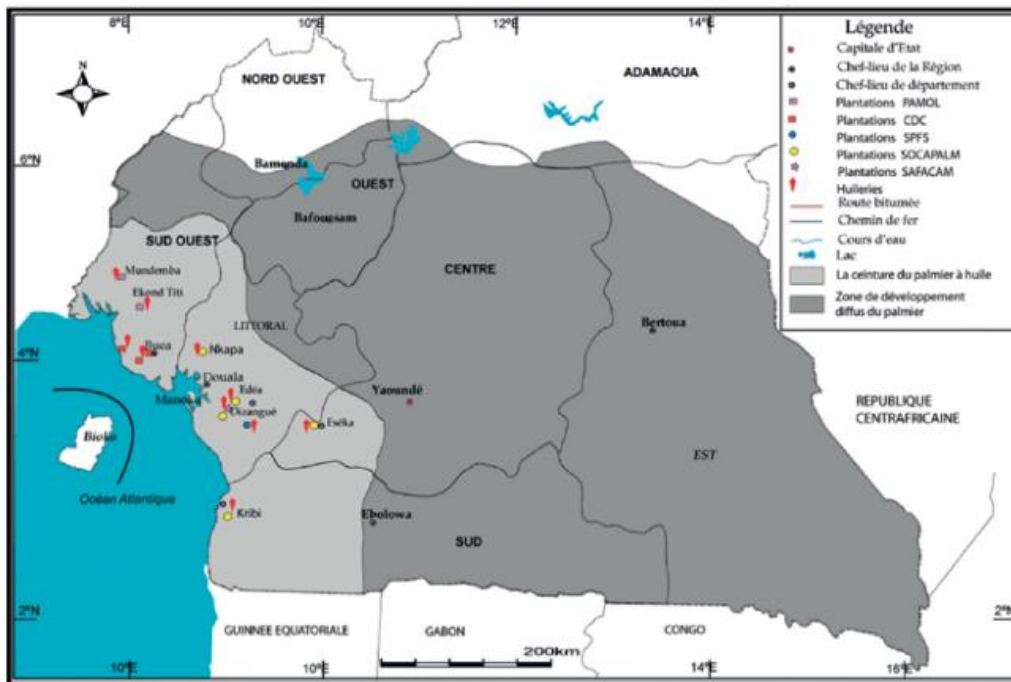 8°E
10°E
12°E
14°E
Légende
Capitale d'Etat
Chef-lieu de la Région
Chef-lieu de département
Plantations PAMOL
Plantations CDC
Plantations SPFS
Plantations SOCAPALM
Plantations SAFACAM
Huileries
Route bitumée
Chemin de fer
Cours d'eau
Lac
La ceinture du palmier à huile
Zone de développement
diffus du palmier
N
NORD OUEST
ADAMAOUA
6°N
Bamenda
OUEST
Bafoussam
SUD OUEST
CENTRE
Mundemba
Ekond Titi
LITTORAL
Bertoua
Buea
Nkapa
4°N
Douala
Edéa
Yaoundé
Manoka
Dizangué
Eséka
REPUBLIQUE
CENTRAFRICAINE
Bioko
EST
Océan Atlantique
Kribi
Ebolowa
SUD
2°N
2°N
GUINNEE EQUATORIALE
GABON
CONGO
200km
10°E
10°E
14°E
16°E